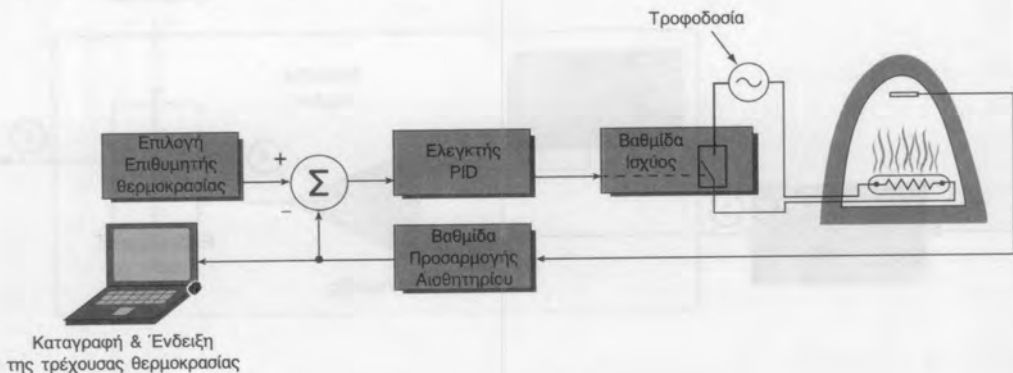 Τροφοδοσία
Επιλογή
Επιθυμητής
θερμοκρασίας
+
−
Σ
Ελεγκτής
PID
Βαθμίδα
Ισχύος
Βαθμίδα
Προσαρμογής
Αισθητηρίου
Καταγραφή & Ένδειξη
της τρέχουσας θερμοκρασίας